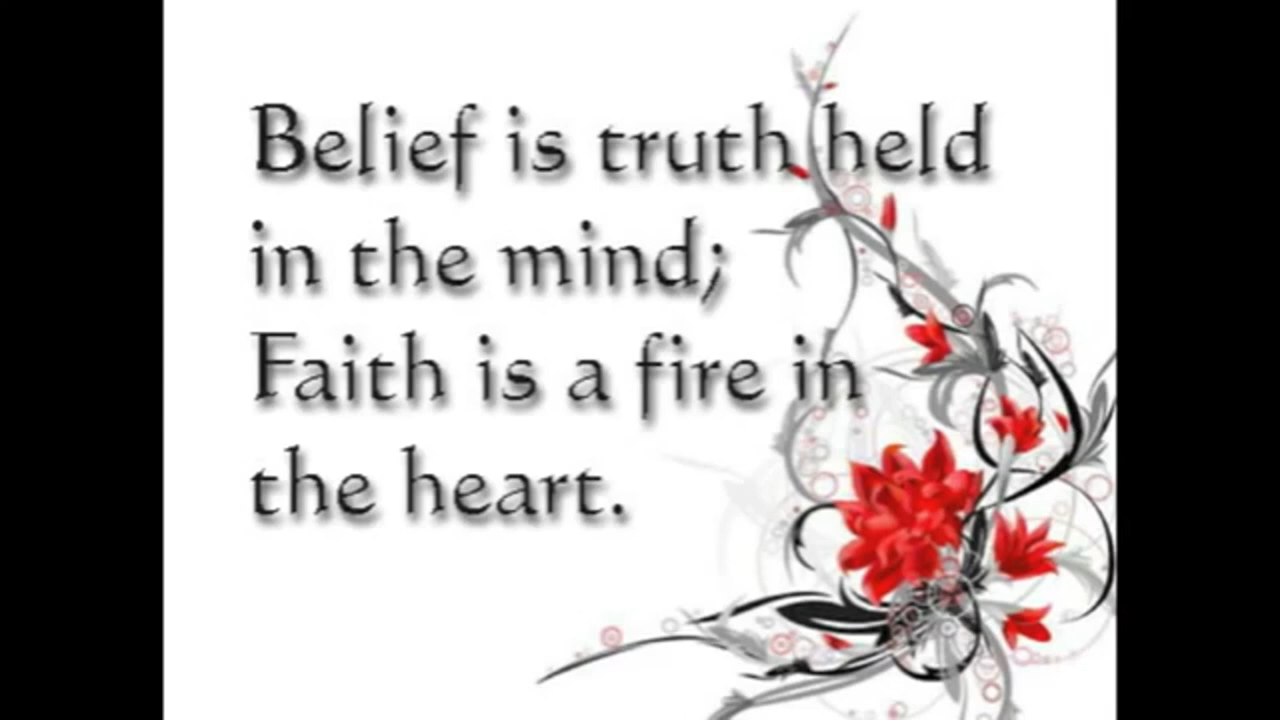 Belief is truth held
in the mind;
Faith is a fire in
the heart.